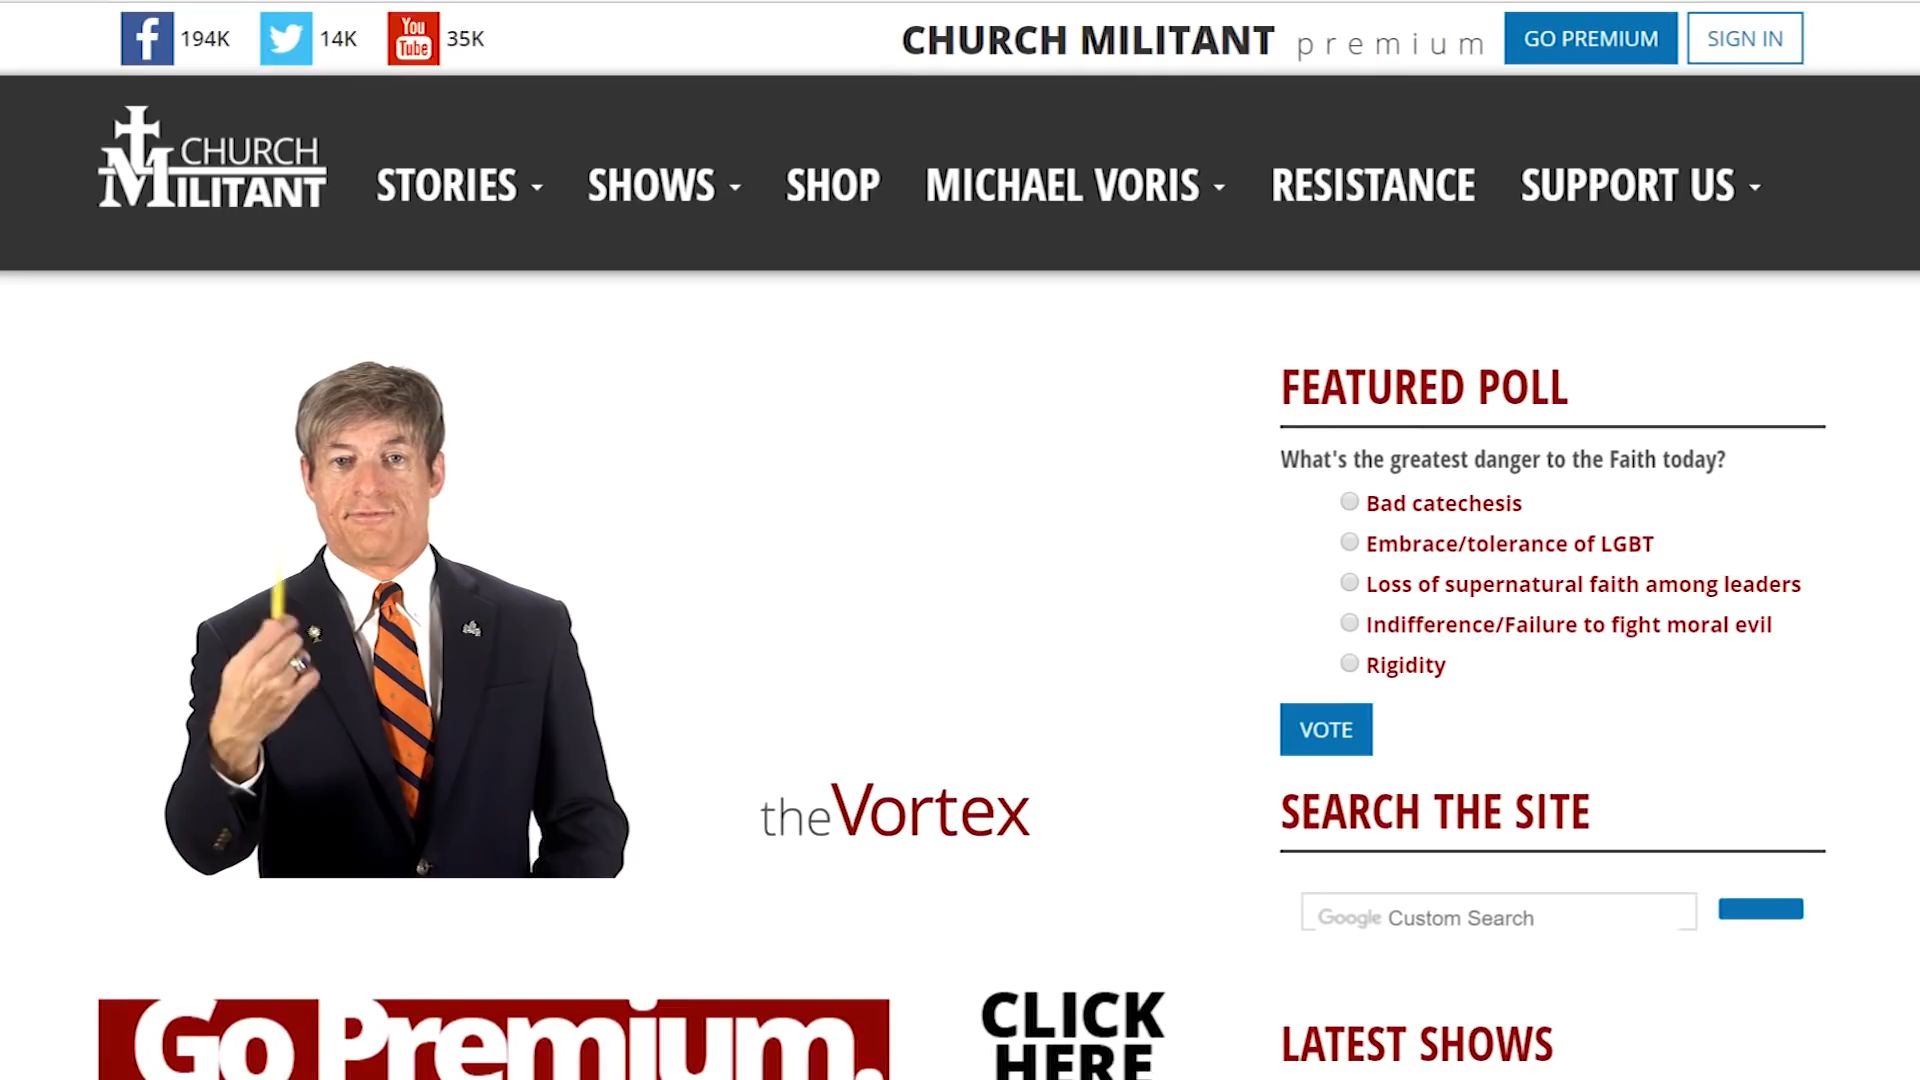 194K 14K You Tube 35K CHURCH MILITANT premium GO PREMIUM SIGN IN
CHURCH MILITANT
STORIES SHOWS SHOP MICHAEL VORIS RESISTANCE SUPPORT US
FEATURED POLL
What's the greatest danger to the Faith today?
Bad catechesis
Embrace/tolerance of LGBT
Loss of supernatural faith among leaders
Indifference/Failure to fight moral evil
Rigidity
VOTE
theVortex
SEARCH THE SITE
Google Custom Search
Go Premium.
CLICK
HERE
LATEST SHOWS